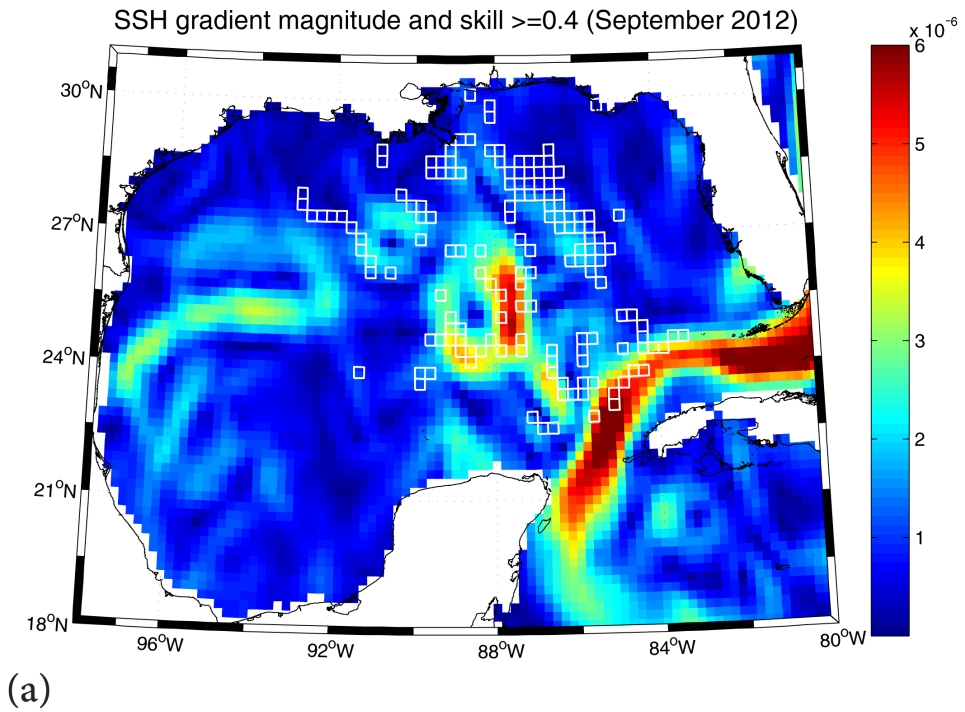 SSH gradient magnitude and skill >=0.4 (September 2012)
x 10⁻⁶
6
5
4
3
2
1
30°N
27°N
24°N
21°N
18°N
96°W
92°W
88°W
84°W
80°W
(a)